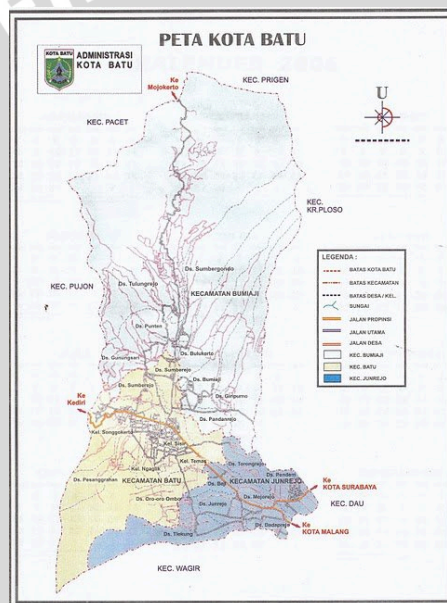 PETA KOTA BATU
KOTA BATU
ADMINISTRASI
KOTA BATU
Ke
Mojokerto
KEC. PRIGEN
KEC. PACET
U
KEC.
KR.PLOSO
KEC. PUJON
Ds. Sumbergondo
Ds. Tulungrejo
KECAMATAN BUMIAJI
Ds. Punten
Ds. Gunungsari
Ds. Bulukerto
Ds. Sumberejo
Ds. Sumberejo
Ds. Bumiaji
Ds. Giripurno
Ds. Pandanrejo
Ke
Kediri
Kel. Songgokerto
Kel. Sisir
Kel. Temas
Kel. Ngaglik
Ds. Pesanggrahan
KECAMATAN BATU
Ds. Oro-oro Ombo
Ds. Torongrejo
Ds. Pendem
KECAMATAN JUNREJO
Ds. Beji
Ds. Mojorejo
Ds. Junrejo
Ds. Dadaprejo
Ds. Tlekung
Ke
KOTA SURABAYA
KEC. DAU
Ke
KOTA MALANG
KEC. WAGIR
LEGENDA :
BATAS KOTA BATU
BATAS KECAMATAN
BATAS DESA / KEL.
SUNGAI
JALAN PROPINSI
JALAN UTAMA
JALAN DESA
KEC. BUMIAJI
KEC. BATU
KEC. JUNREJO